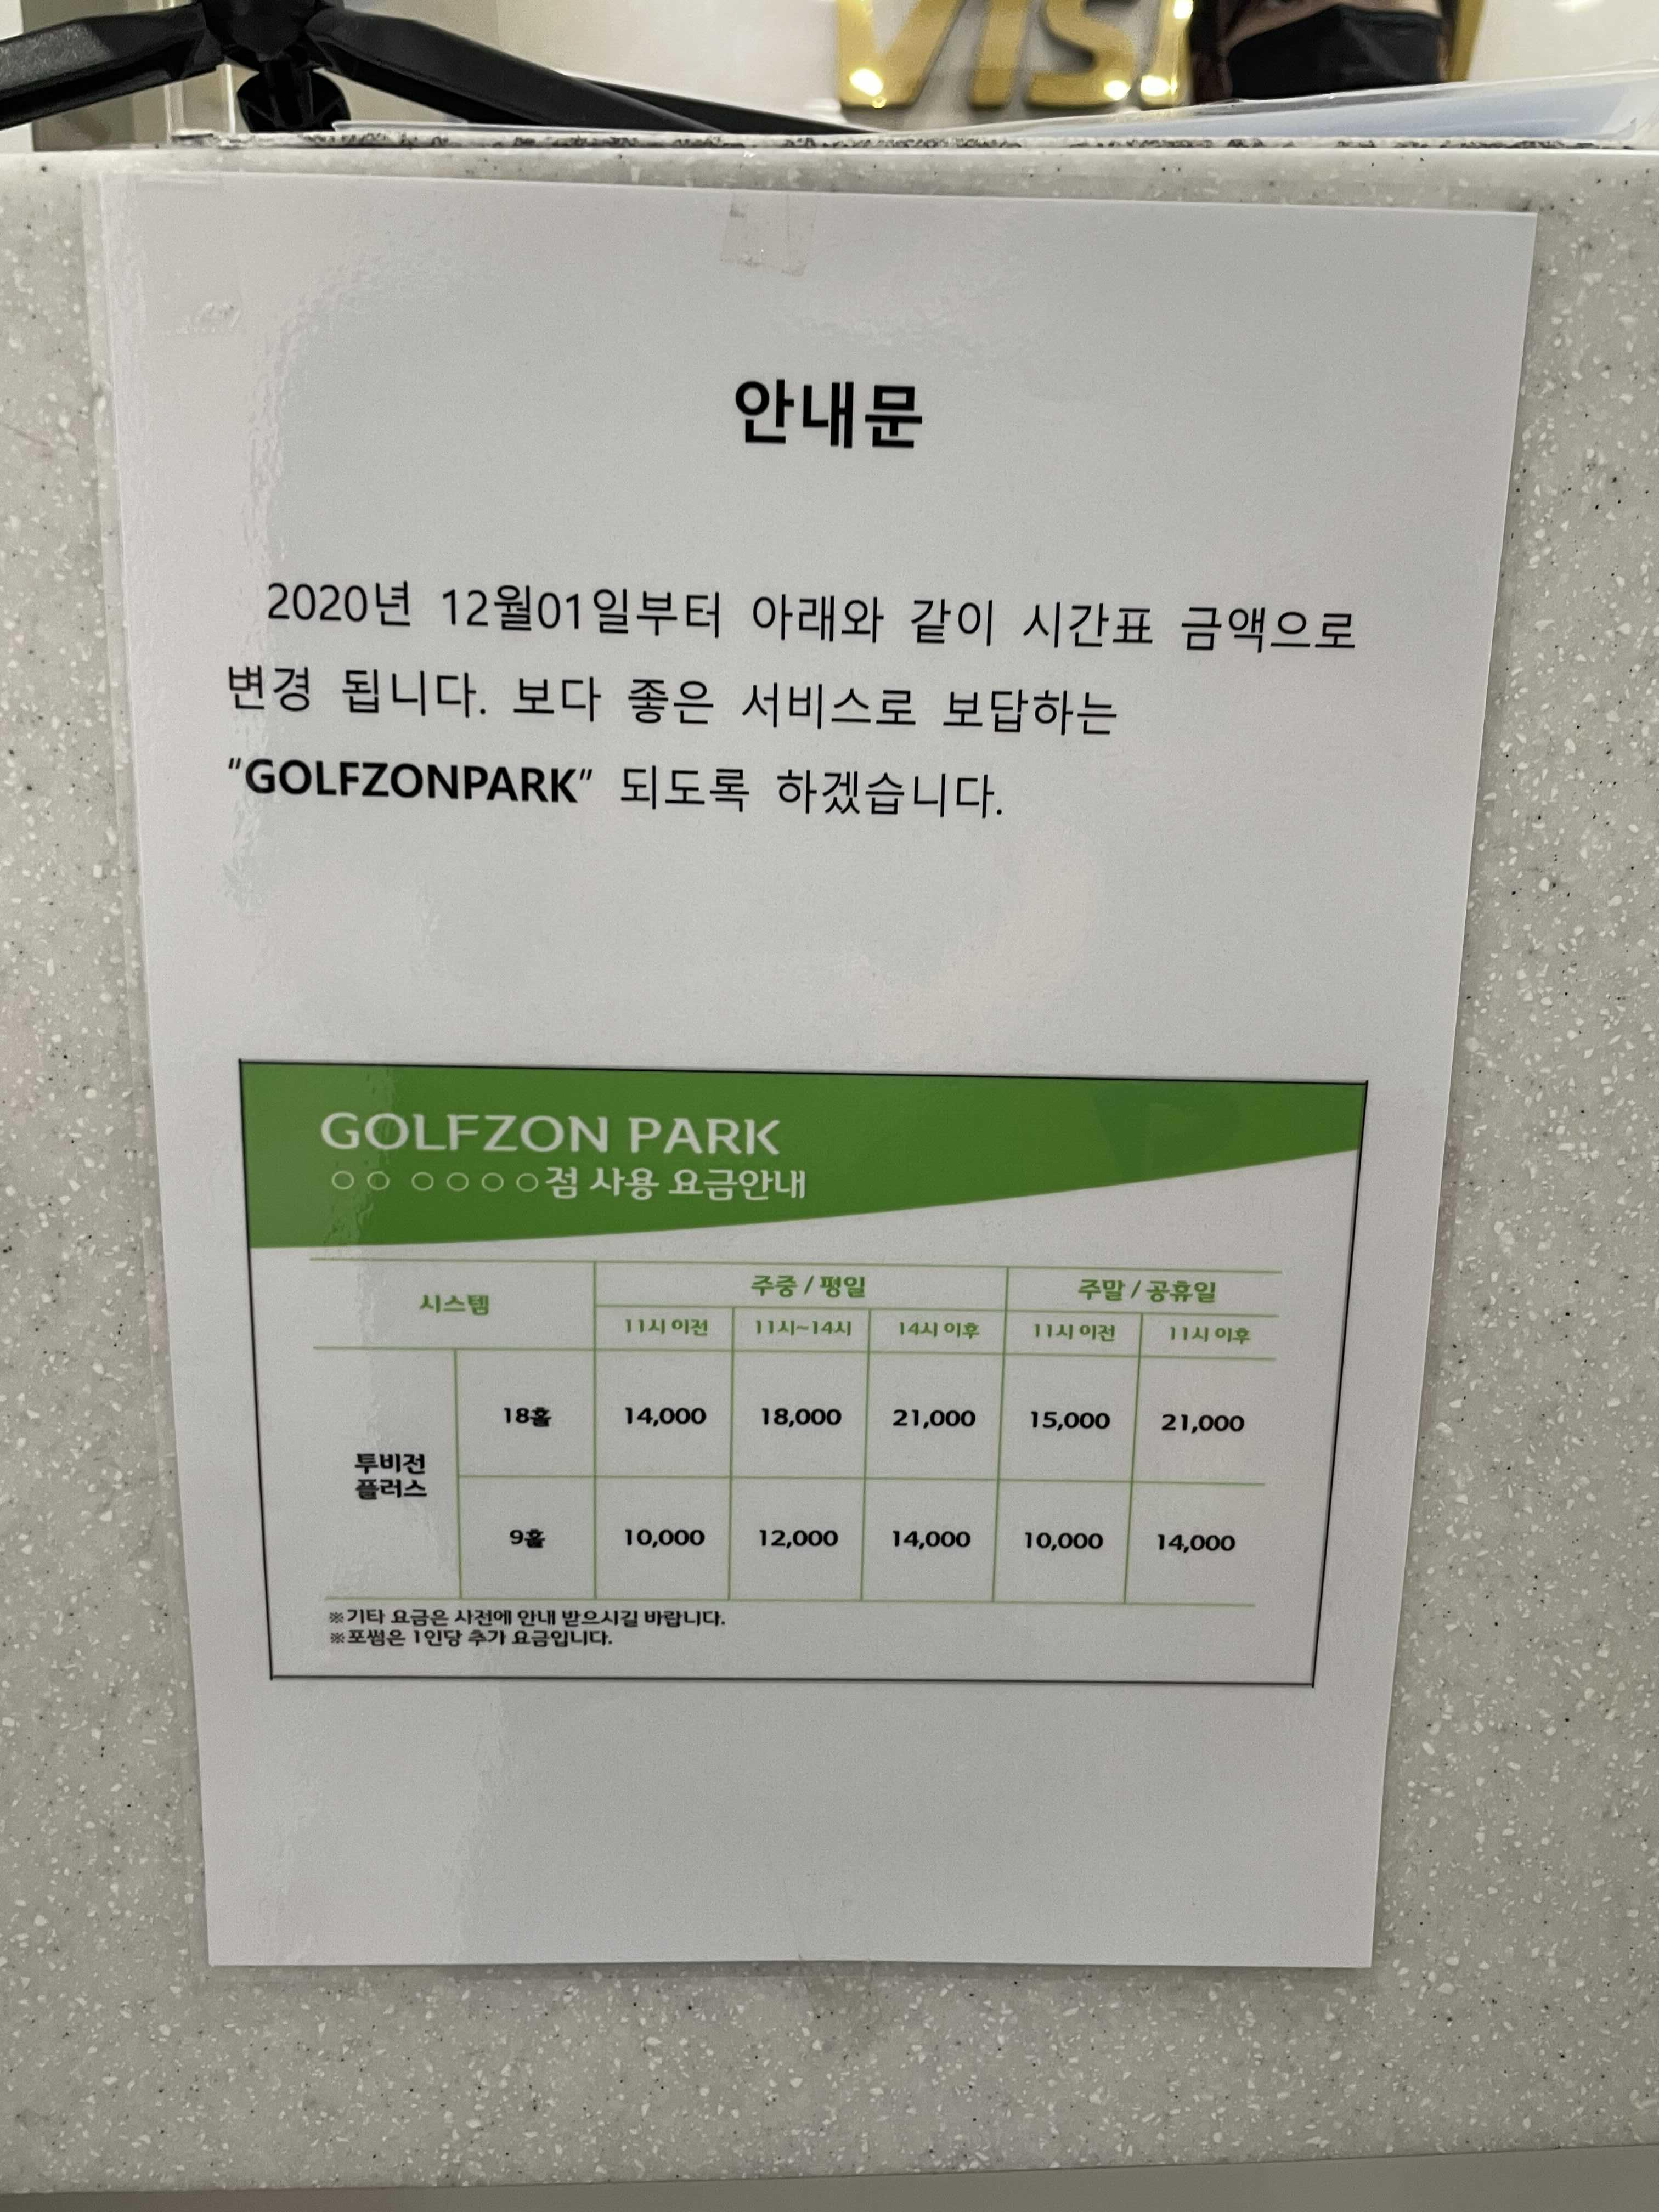 VIS
안내문
2020년 12월01일부터 아래와 같이 시간표 금액으로
변경 됩니다. 보다 좋은 서비스로 보답하는
"GOLFZONPARK" 되도록 하겠습니다.
GOLFZON PARK
○○ ○○○○점 사용 요금안내
시스템 주중 / 평일 주말 / 공휴일
11시 이전 11시~14시 14시 이후 11시 이전 11시 이후
투비전 플러스
18홀 14,000 18,000 21,000 15,000 21,000
9홀 10,000 12,000 14,000 10,000 14,000
※기타 요금은 사전에 안내 받으시길 바랍니다.
※포썸은 1인당 추가 요금입니다.